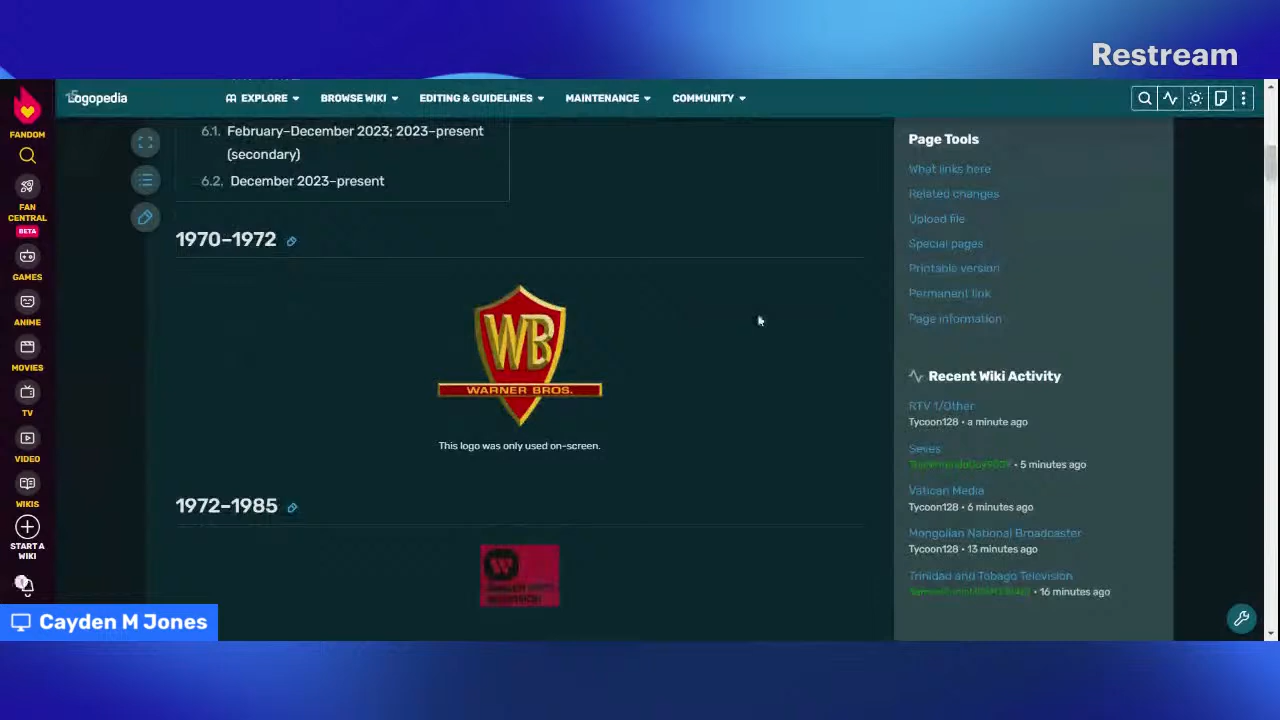 Restream
Logopedia
EXPLORE
BROWSE WIKI
EDITING & GUIDELINES
MAINTENANCE
COMMUNITY
FANDOM
FAN
CENTRAL
BETA
GAMES
ANIME
MOVIES
TV
VIDEO
WIKIS
START A
WIKI
6.1. February–December 2023; 2023–present
(secondary)
6.2. December 2023–present
1970–1972
WB
WARNER BROS.
This logo was only used on-screen.
1972–1985
Page Tools
What links here
Related changes
Upload file
Special pages
Printable version
Permanent link
Page information
Recent Wiki Activity
RTV 1/Other
Tycoon128 • a minute ago
Seves
• 5 minutes ago
Vatican Media
Tycoon128 • 6 minutes ago
Mongolian National Broadcaster
Tycoon128 • 13 minutes ago
Trinidad and Tobago Television
• 16 minutes ago
Cayden M Jones